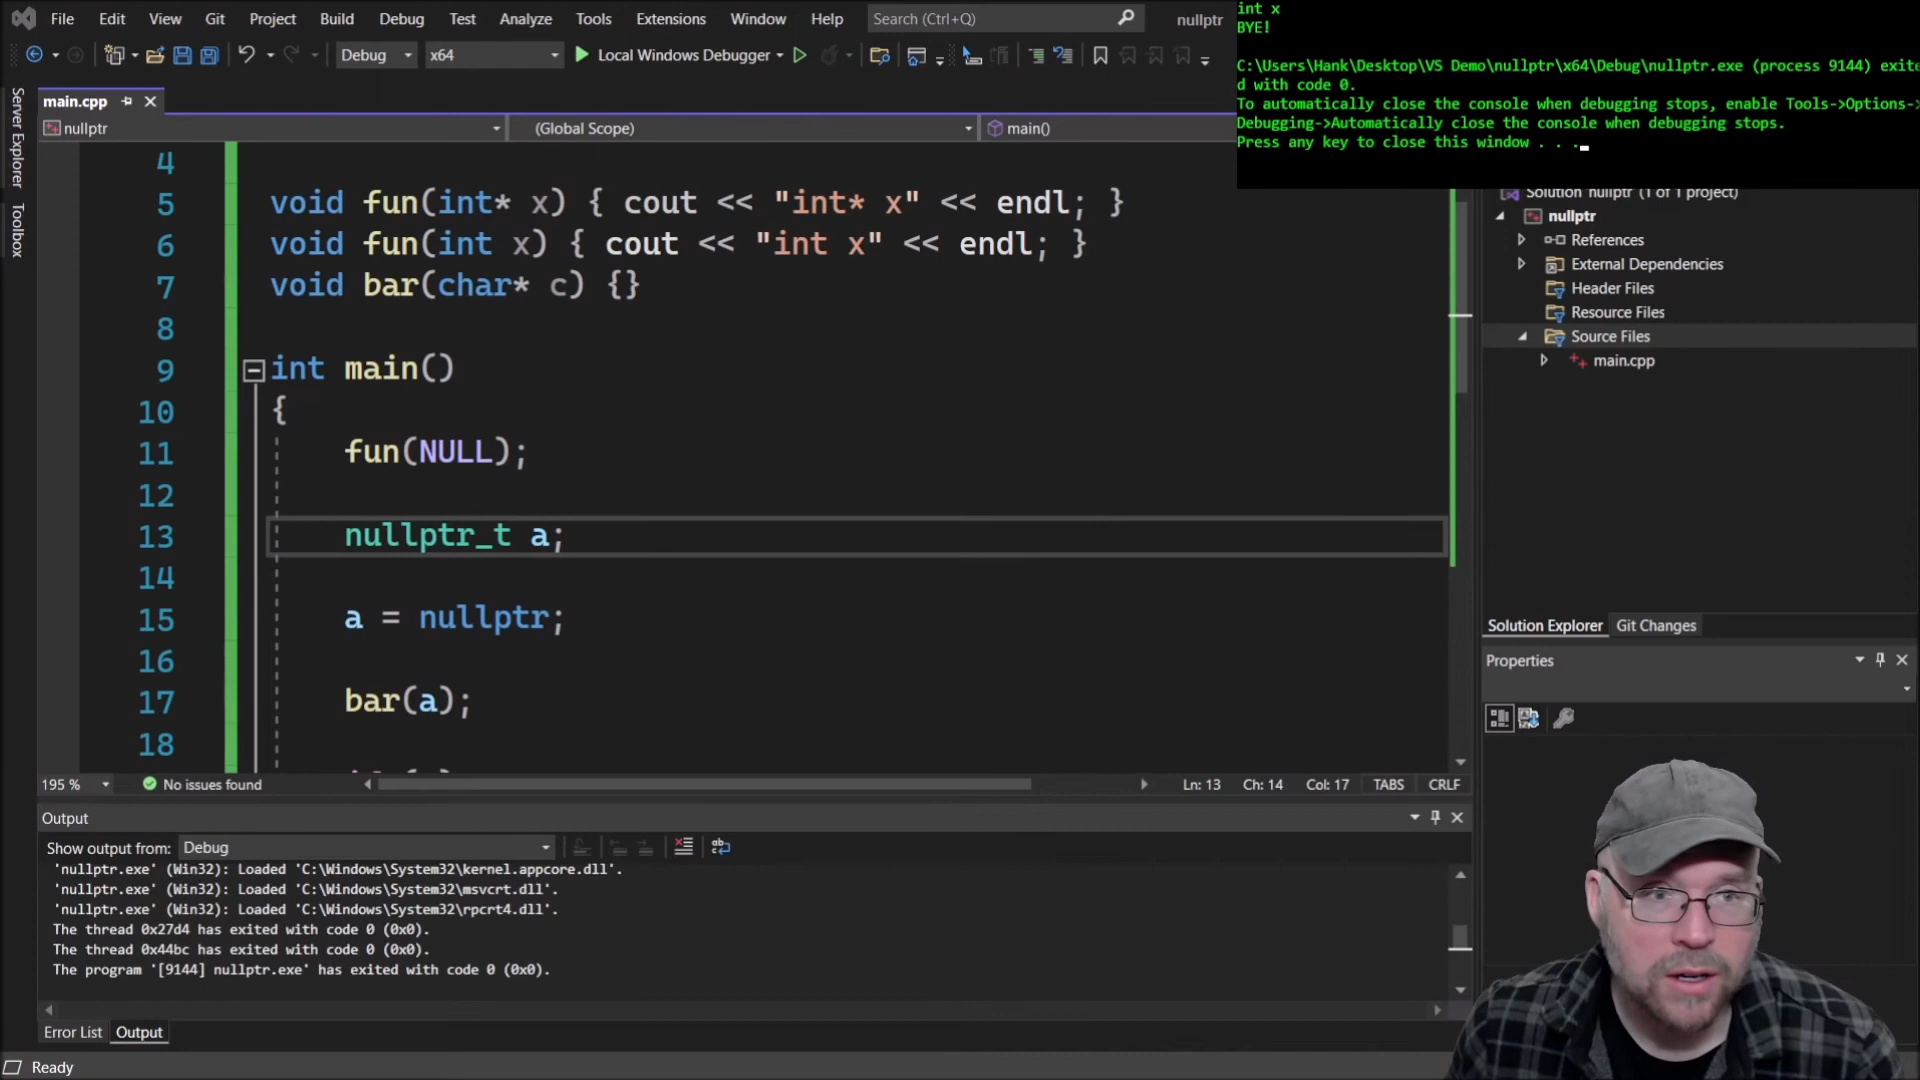 File Edit View Git Project Build Debug Test Analyze Tools Extensions Window Help Search (Ctrl+Q) nullptr
Debug x64 Local Windows Debugger
int x
BYE!
C:\Users\Hank\Desktop\VS Demo\nullptr\x64\Debug\nullptr.exe (process 9144) exite
d with code 0.
To automatically close the console when debugging stops, enable Tools->Options->
Debugging->Automatically close the console when debugging stops.
Press any key to close this window . . .
Server Explorer
Toolbox
main.cpp
nullptr (Global Scope) main()
4
5 void fun(int* x) { cout << "int* x" << endl; }
6 void fun(int x) { cout << "int x" << endl; }
7 void bar(char* c) {}
8
9 int main()
10 {
11 fun(NULL);
12
13 nullptr_t a;
14
15 a = nullptr;
16
17 bar(a);
18
195 % No issues found Ln: 13 Ch: 14 Col: 17 TABS CRLF
Solution 'nullptr' (1 of 1 project)
nullptr
References
External Dependencies
Header Files
Resource Files
Source Files
main.cpp
Solution Explorer Git Changes
Properties
Output
Show output from: Debug
'nullptr.exe' (Win32): Loaded 'C:\Windows\System32\kernel.appcore.dll'.
'nullptr.exe' (Win32): Loaded 'C:\Windows\System32\msvcrt.dll'.
'nullptr.exe' (Win32): Loaded 'C:\Windows\System32\rpcrt4.dll'.
The thread 0x27d4 has exited with code 0 (0x0).
The thread 0x44bc has exited with code 0 (0x0).
The program '[9144] nullptr.exe' has exited with code 0 (0x0).
Error List Output
Ready